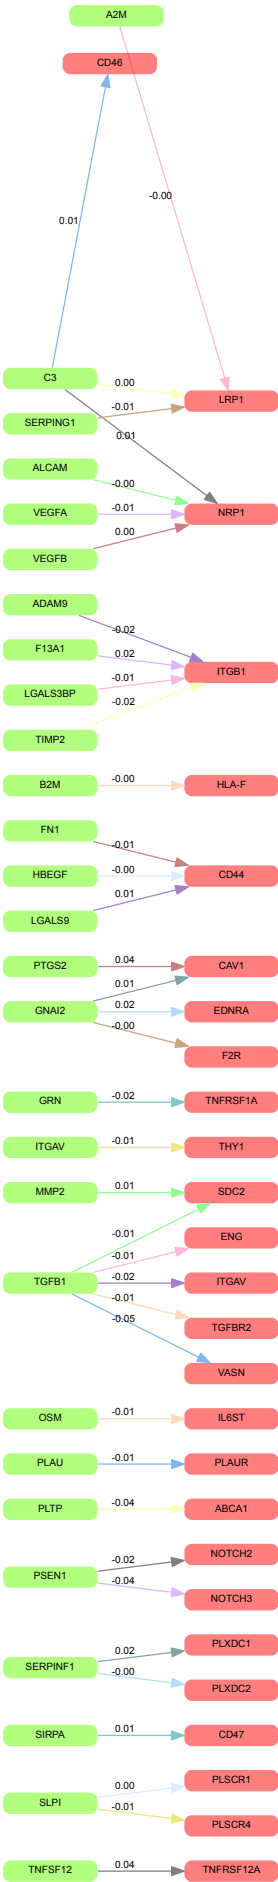 A2M
CD46
-0.00
0.01
C3
0.00
LRP1
-0.01
SERPING1
0.01
ALCAM
-0.00
VEGFA
-0.01
NRP1
0.00
VEGFB
ADAM9
-0.02
F13A1
0.02
ITGB1
-0.01
LGALS3BP
-0.02
TIMP2
B2M
-0.00
HLA-F
FN1
-0.01
HBEGF
-0.00
CD44
0.01
LGALS9
PTGS2
0.04
CAV1
0.01
GNAI2
0.02
EDNRA
-0.00
F2R
GRN
-0.02
TNFRSF1A
ITGAV
-0.01
THY1
MMP2
0.01
SDC2
-0.01
ENG
-0.01
TGFB1
-0.02
ITGAV
-0.01
TGFBR2
-0.05
VASN
OSM
-0.01
IL6ST
PLAU
-0.01
PLAUR
PLTP
-0.04
ABCA1
NOTCH2
-0.02
PSEN1
-0.04
NOTCH3
PLXDC1
0.02
SERPINF1
-0.00
PLXDC2
SIRPA
0.01
CD47
PLSCR1
0.00
SLPI
-0.01
PLSCR4
TNFSF12
0.04
TNFRSF12A